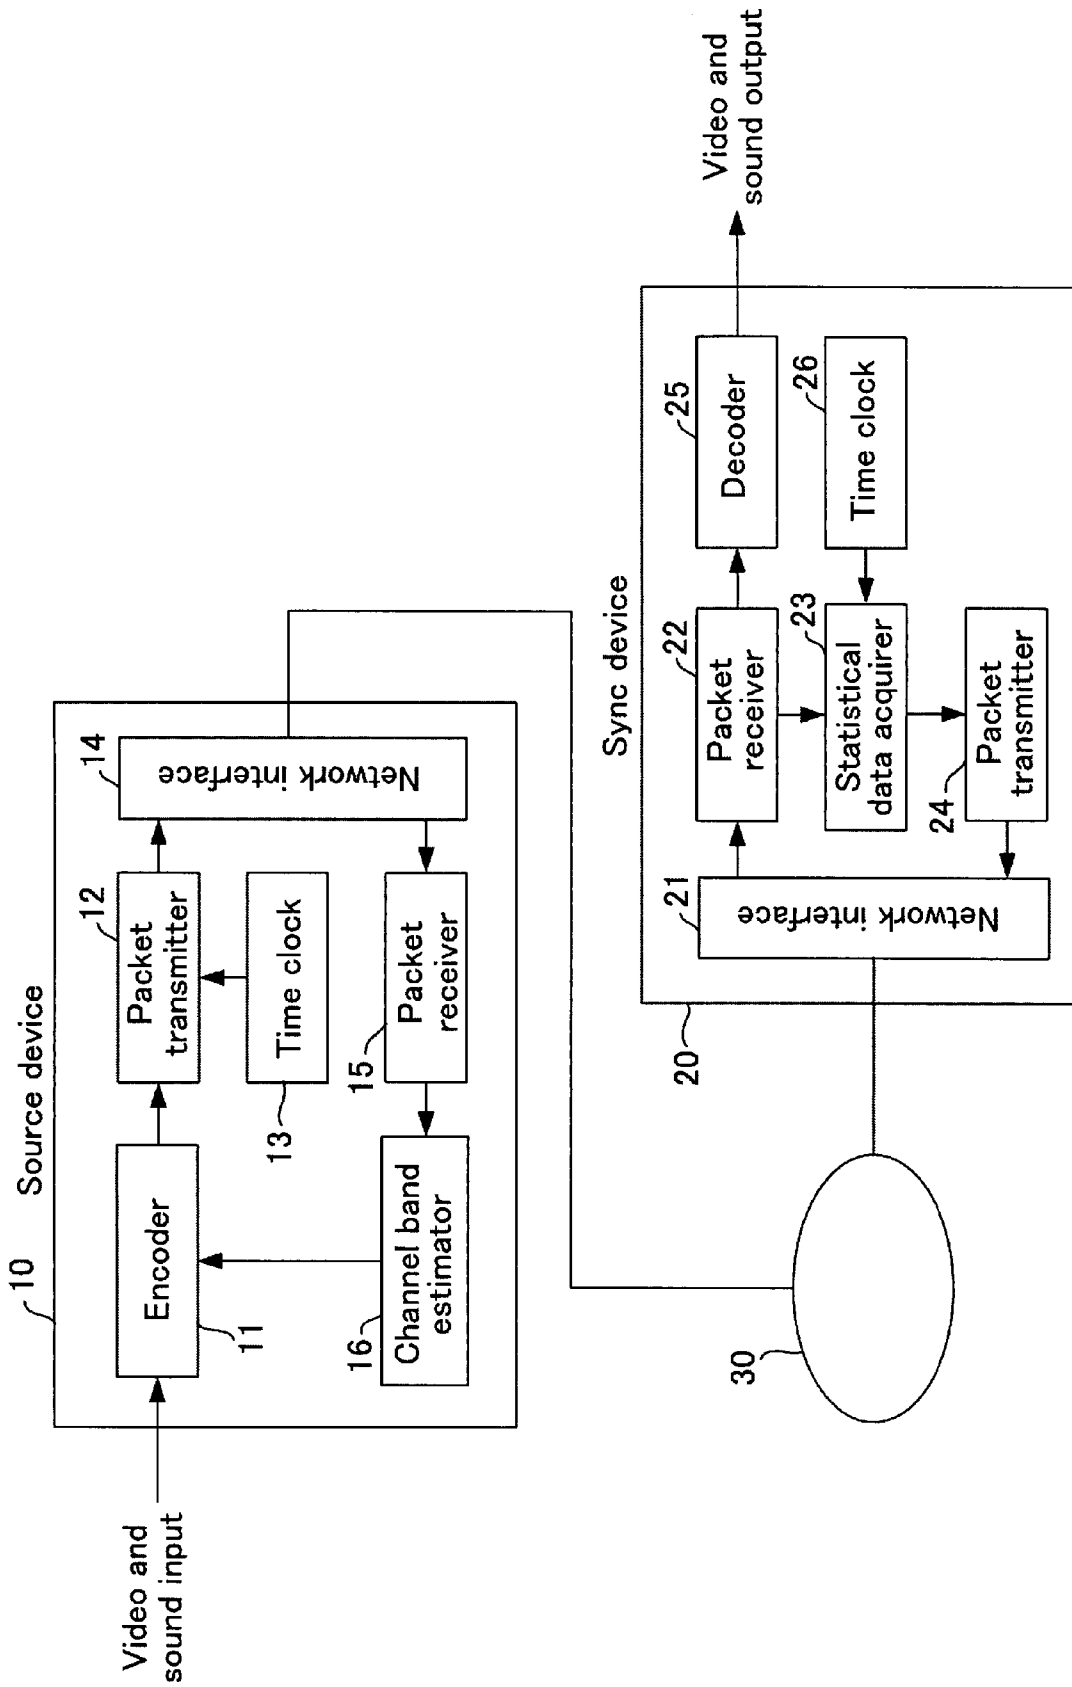 Source device
10
Video and
sound input
Encoder
11
Packet
transmitter
12
Time clock
13
Network interface
14
Packet
receiver
15
Channel band
estimator
16
30
Sync device
20
Network interface
21
Packet
receiver
22
Statistical
data acquirer
23
Packet
transmitter
24
Decoder
25
Time clock
26
Video and
sound output